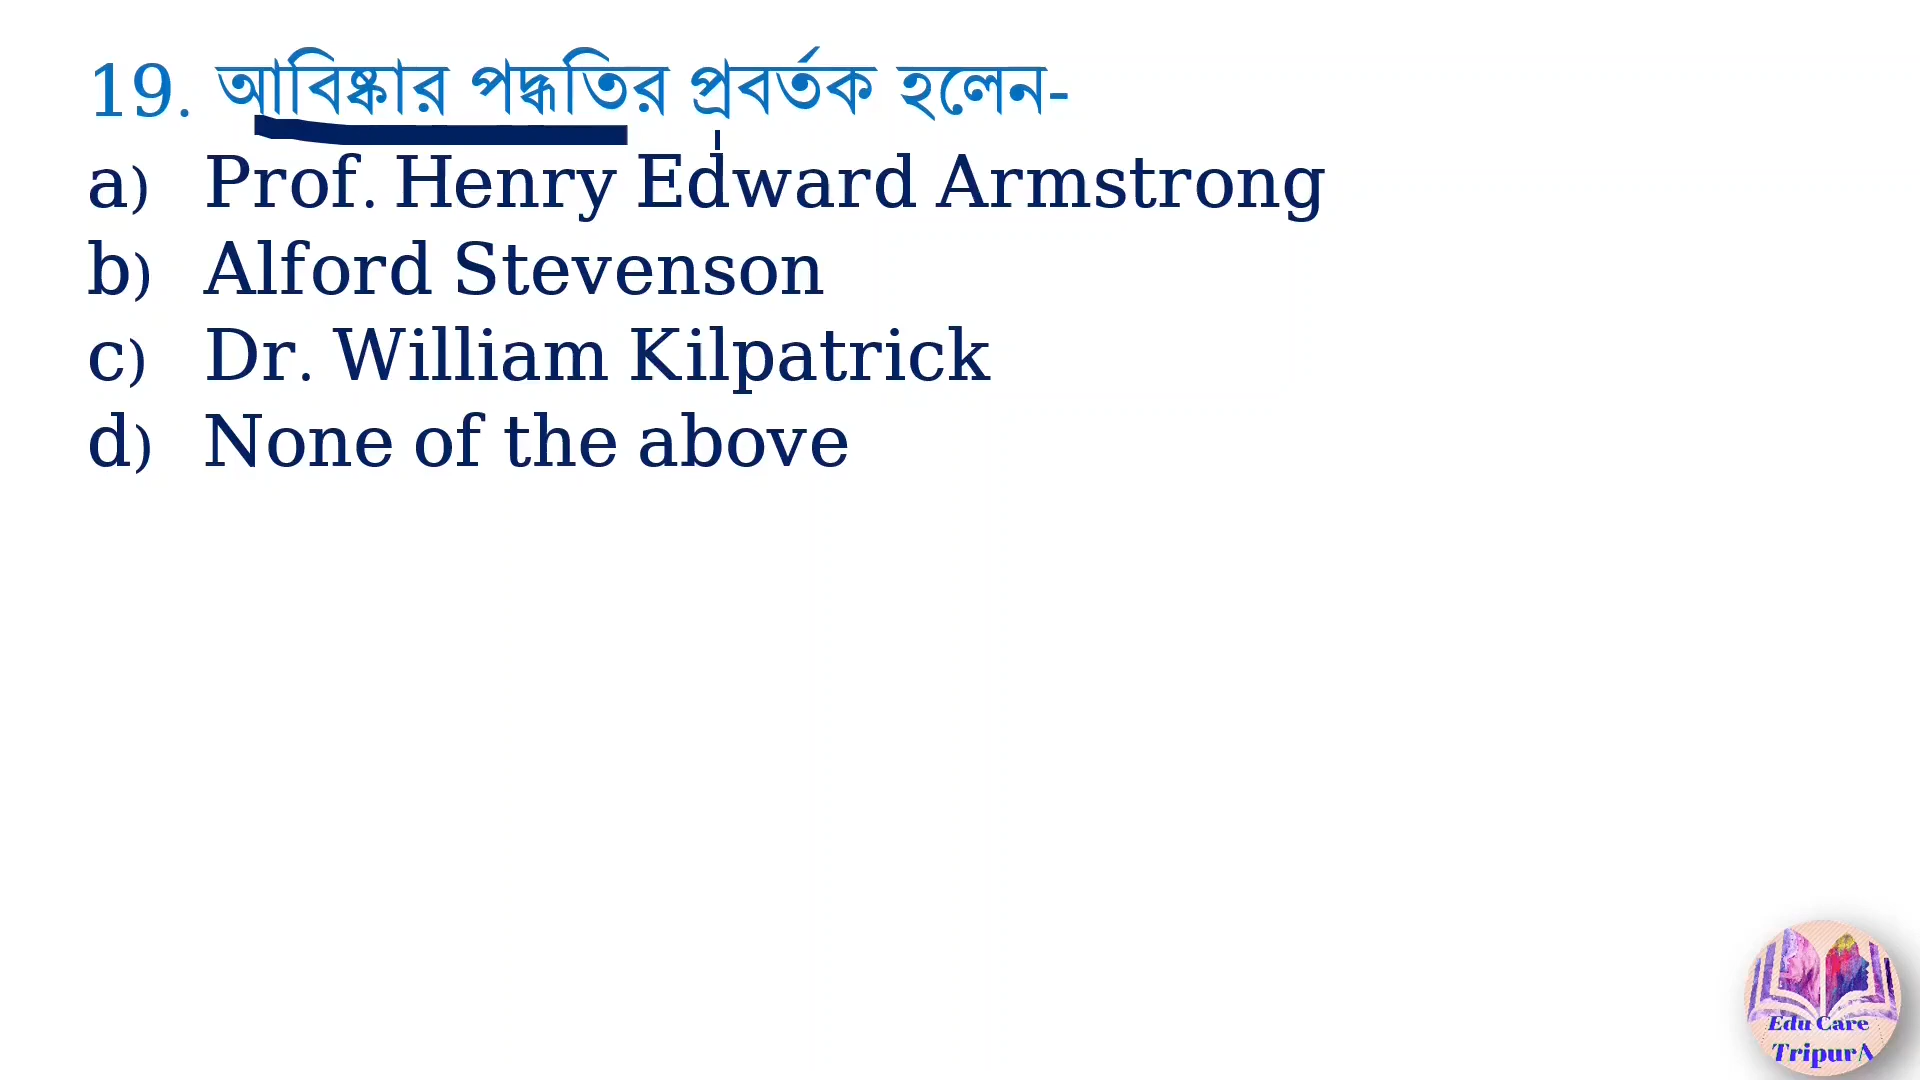 19. আবিষ্কার পদ্ধতির প্রবর্তক হলেন-
a) Prof. Henry Edward Armstrong
b) Alford Stevenson
c) Dr. William Kilpatrick
d) None of the above
Edu Care
TripurA